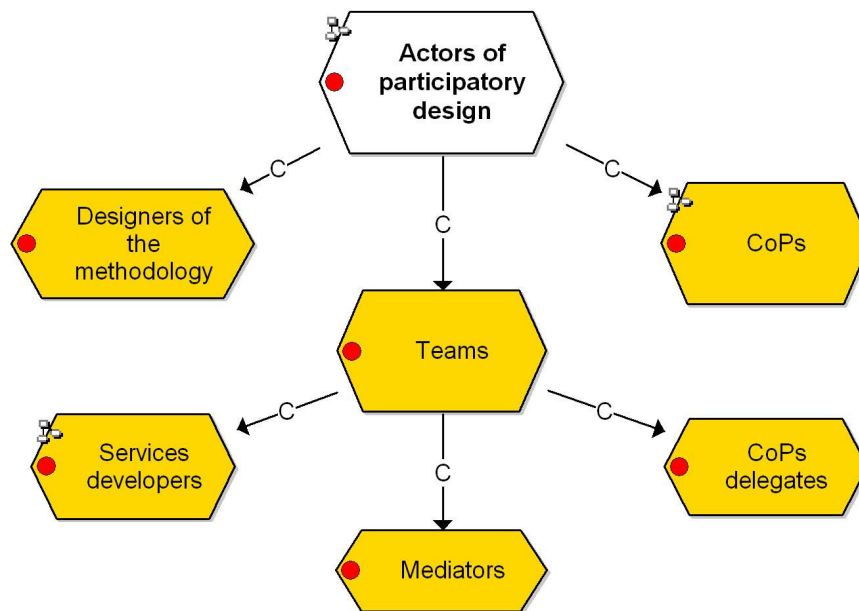 Actors of
participatory
design
C
C
C
Designers of
the
methodology
CoPs
Teams
C
C
C
Services
developers
CoPs
delegates
Mediators